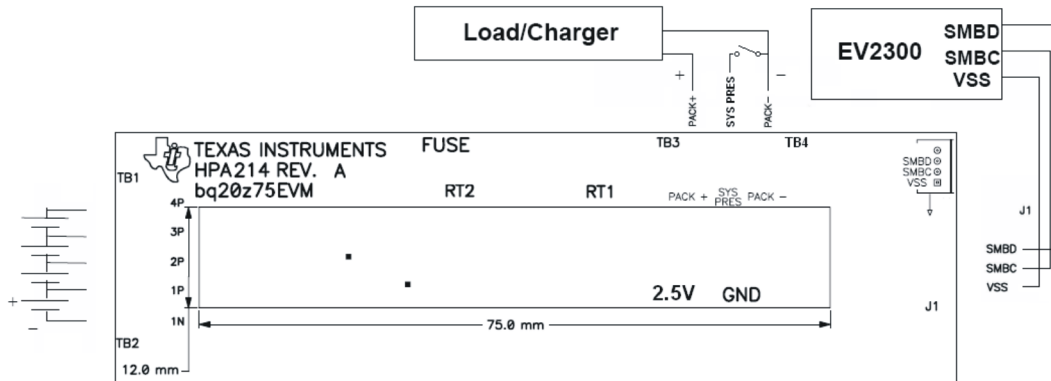 Load/Charger
EV2300
SMBD
SMBC
VSS
+
SYS PRES
−
PACK+
PACK−
TEXAS INSTRUMENTS
HPA214 REV. A
bq20z75EVM
FUSE
TB3
TB4
TB1
RT2
RT1
PACK +
SYS PRES
PACK −
SMBD
SMBC
VSS
4P
3P
2P
1P
1N
+
−
J1
SMBD
SMBC
VSS
2.5V
GND
J1
75.0 mm
TB2
12.0 mm
ti